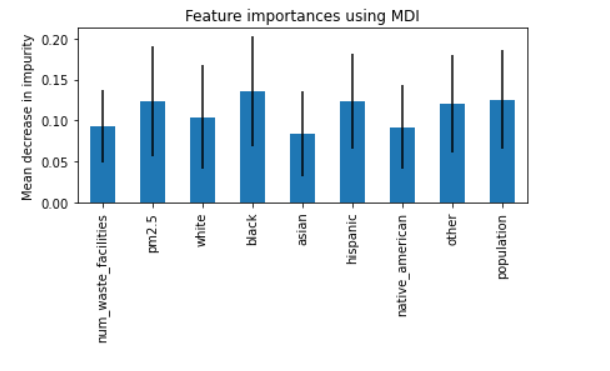 Feature importances using MDI
Mean decrease in impurity
0.20
0.15
0.10
0.05
0.00
num_waste_facilities
pm2.5
white
black
asian
hispanic
native_american
other
population